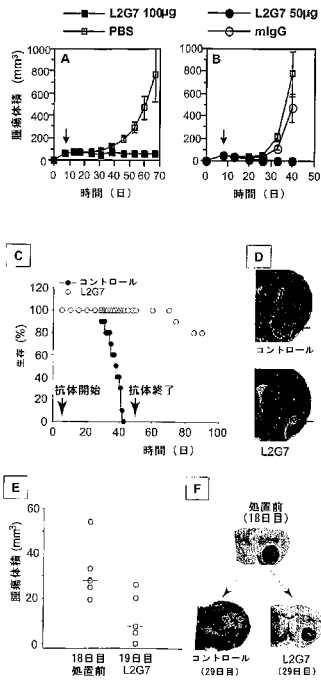 L2G7 100μg
PBS
L2G7 50μg
mIgG
腫瘍体積 (mm³)
A
1000
800
600
400
200
0
0 10 20 30 40 50 60 70
時間(日)
B
1000
800
600
400
200
0
0 10 20 30 40 50
時間(日)
C
コントロール
L2G7
生存 (%)
120
100
80
60
40
20
0
抗体開始
抗体終了
0 20 40 60 80 100
時間(日)
D
コントロール
L2G7
E
腫瘍体積 (mm³)
60
40
20
0
18日目
処置前
19日目
L2G7
F
処置前
(18日目)
コントロール
(29日目)
L2G7
(29日目)